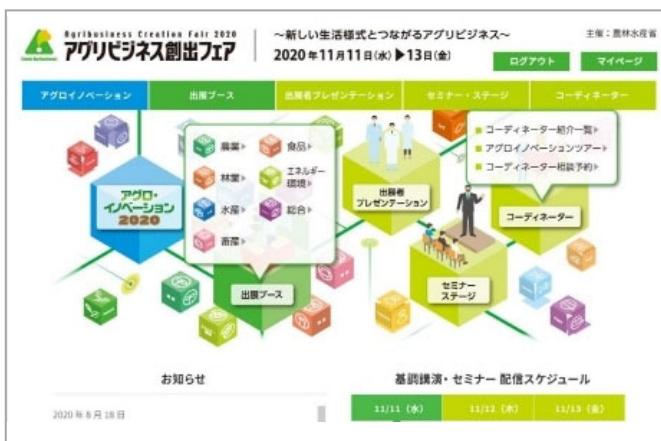 Agribusiness Creation Fair 2020
アグリビジネス創出フェア
～新しい生活様式とつながるアグリビジネス～
2020年11月11日(水)▶13日(金)
主催：農林水産省
ログアウト
マイページ
アグロイノベーション
出展ブース
出展者プレゼンテーション
セミナー・ステージ
コーディネーター
農業
食品
林業
エネルギー
環境
水産
総合
畜産
アグロ・
イノベーション
2020
出展ブース
出展者
プレゼンテーション
セミナー
ステージ
コーディネーター紹介一覧
アグロイノベーションツアー
コーディネーター相談予約
コーディネーター
お知らせ
2020年8月18日
基調講演・セミナー 配信スケジュール
11/11（水）
11/12（木）
11/13（金）